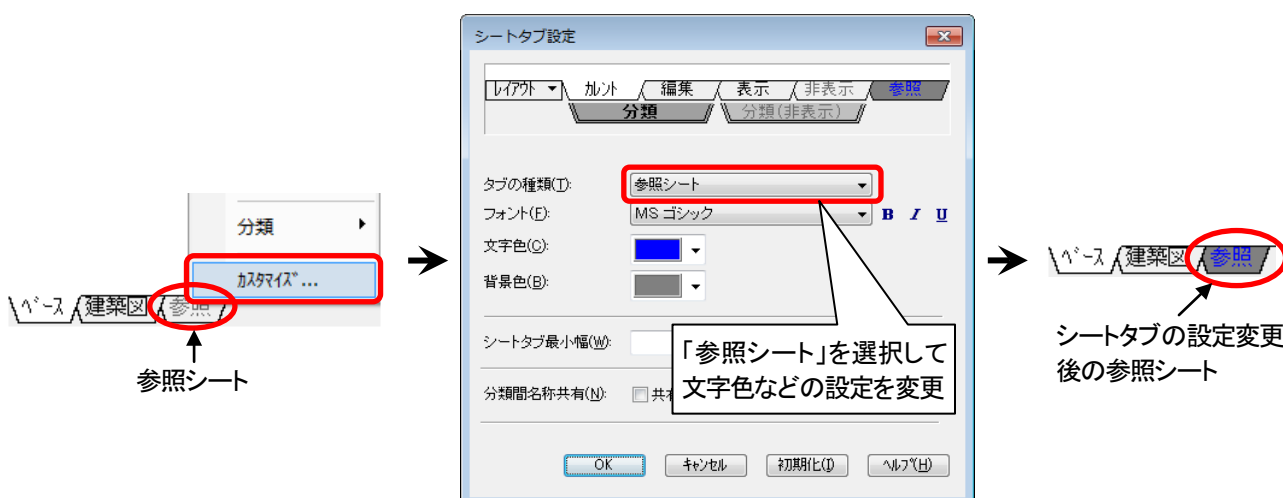 分類
ｶｽﾀﾏｲｽﾞ...
ﾍﾞｰｽ 建築図 参照
参照シート
シートタブ設定
ﾚｲｱｳﾄ ｶﾚﾝﾄ 編集 表示 非表示 参照
分類 分類(非表示)
タブの種類(T): 参照シート
フォント(F): MS ゴシック B I U
文字色(C):
背景色(B):
シートタブ最小幅(W):
分類間名称共有(N):
「参照シート」を選択して
文字色などの設定を変更
OK ｷｬﾝｾﾙ 初期化(I) ﾍﾙﾌﾟ(H)
ﾍﾞｰｽ 建築図 参照
シートタブの設定変更
後の参照シート